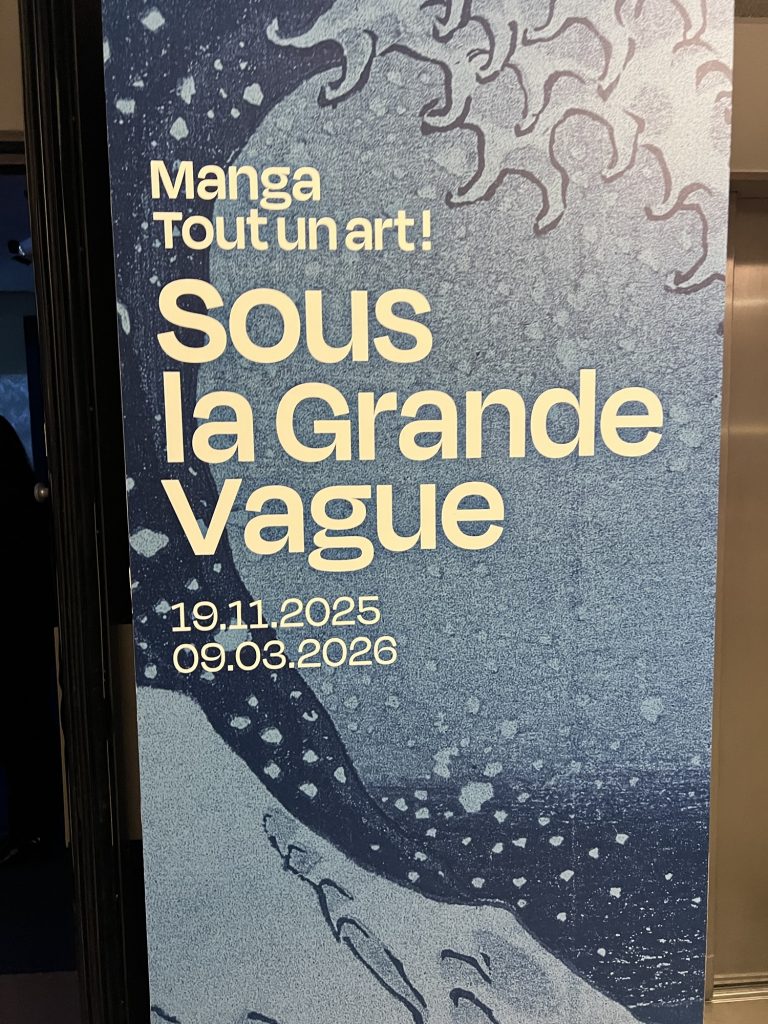 Manga
Tout un art !
Sous
la Grande
Vague
19.11.2025
09.03.2026